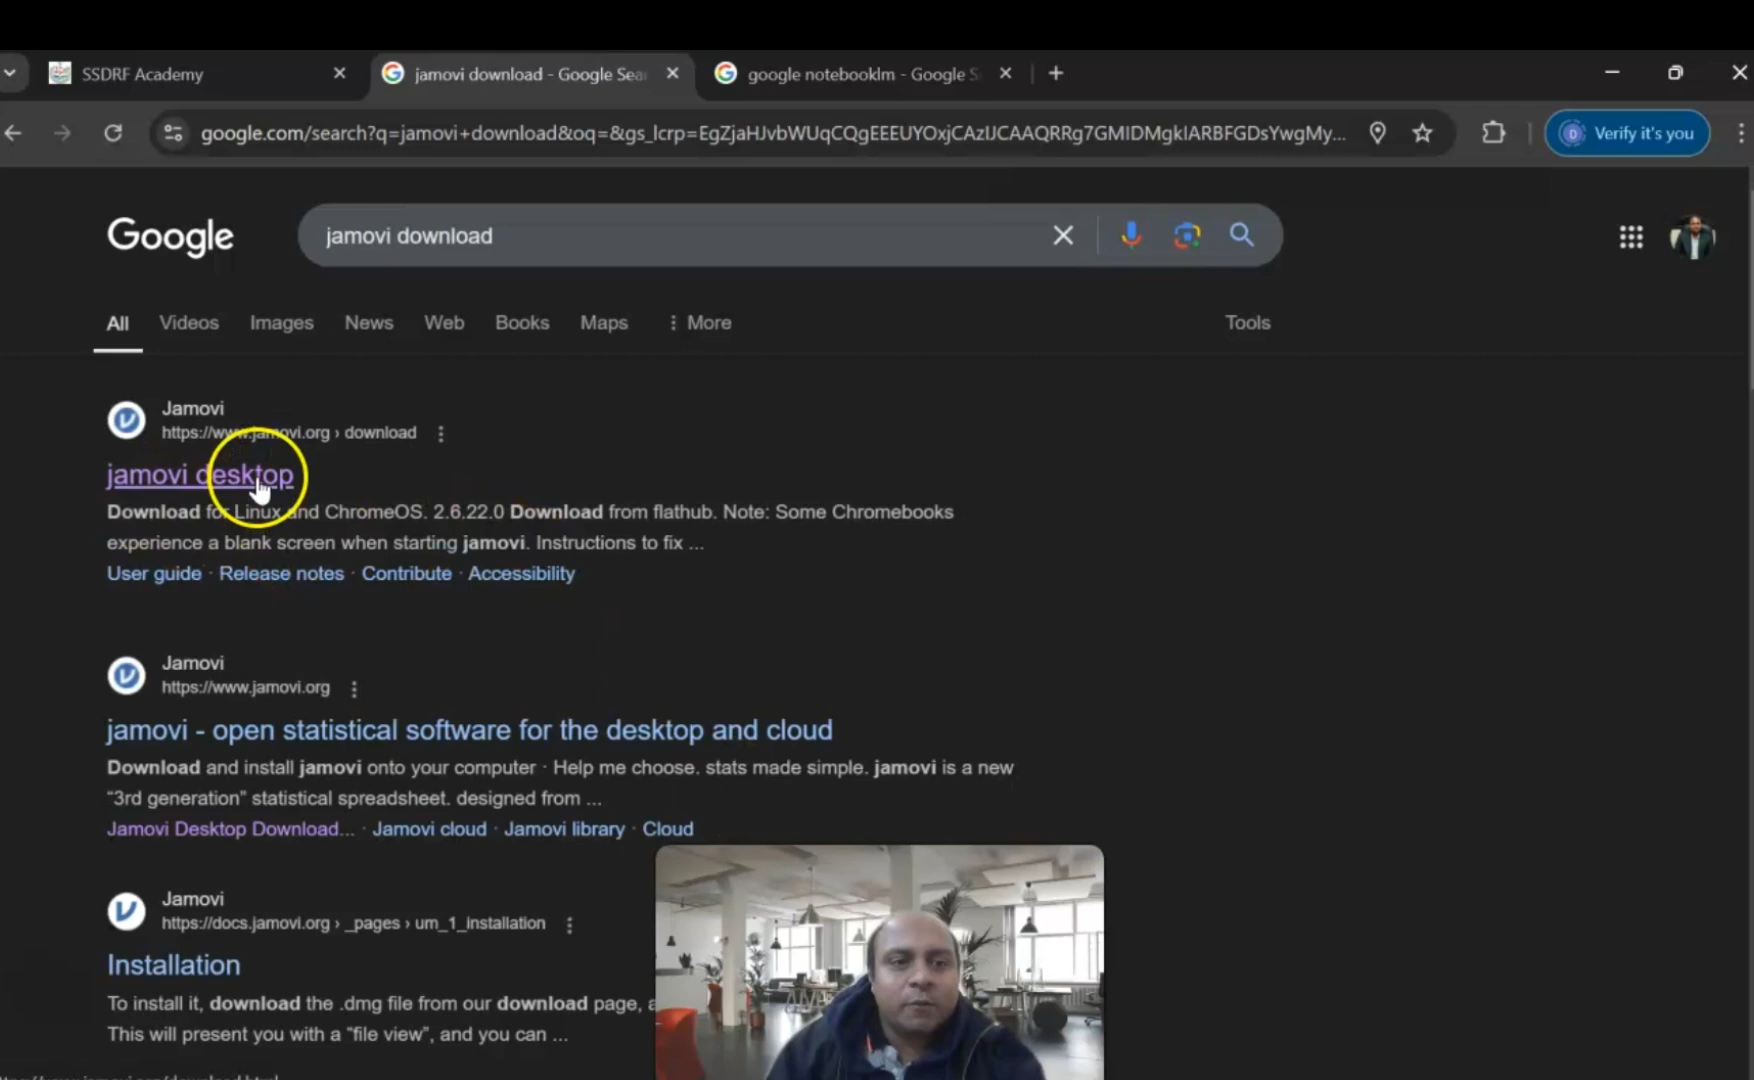 SSDRF Academy
jamovi download - Google Sea
google notebooklm - Google S
google.com/search?q=jamovi+download&oq=&gs_lcrp=EgZjaHJvbWUqCQgEEEUYOxjCAzIJCAAQRRg7GMIDMgkIARBFGDsYwgMy...
Verify it's you
Google
jamovi download
All Videos Images News Web Books Maps More Tools
Jamovi
https://www.jamovi.org › download
jamovi desktop
Download for Linux and ChromeOS. 2.6.22.0 Download from flathub. Note: Some Chromebooks
experience a blank screen when starting jamovi. Instructions to fix ...
User guide · Release notes · Contribute · Accessibility
Jamovi
https://www.jamovi.org
jamovi - open statistical software for the desktop and cloud
Download and install jamovi onto your computer · Help me choose. stats made simple. jamovi is a new
“3rd generation” statistical spreadsheet. designed from ...
Jamovi Desktop Download... · Jamovi cloud · Jamovi library · Cloud
Jamovi
https://docs.jamovi.org › _pages › um_1_installation
Installation
To install it, download the .dmg file from our download page, a
This will present you with a “file view”, and you can ...